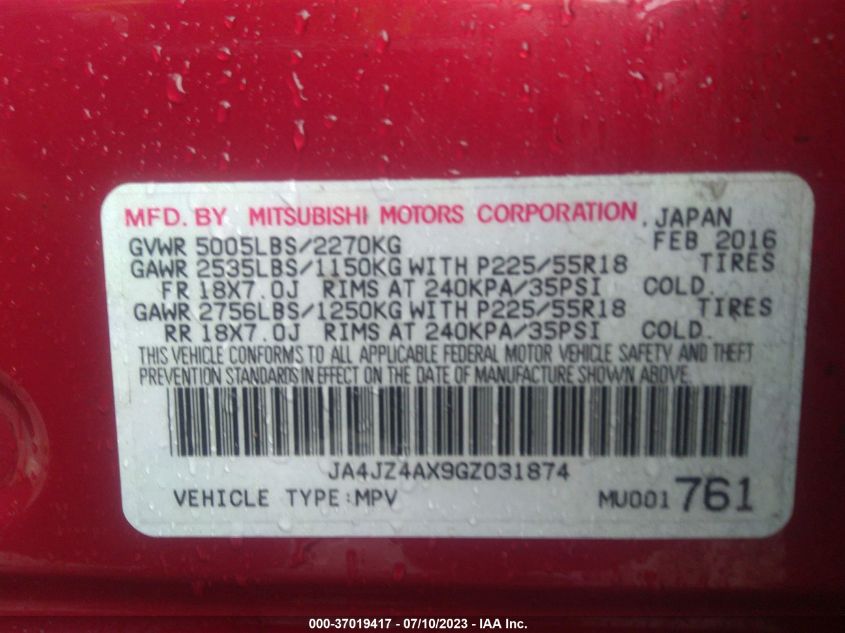 MFD. BY MITSUBISHI MOTORS CORPORATION, JAPAN
GVWR 5005LBS/2270KG FEB 2016
GAWR 2535LBS/1150KG WITH P225/55R18 TIRES
FR 18X7.0J RIMS AT 240KPA/35PSI COLD.
GAWR 2756LBS/1250KG WITH P225/55R18 TIRES
RR 18X7.0J RIMS AT 240KPA/35PSI COLD.
THIS VEHICLE CONFORMS TO ALL APPLICABLE FEDERAL MOTOR VEHICLE SAFETY AND THEFT
PREVENTION STANDARDS IN EFFECT ON THE DATE OF MANUFACTURE SHOWN ABOVE.
JA4JZ4AX9GZ031874
VEHICLE TYPE:MPV MU001 761
000-37019417 - 07/10/2023 - IAA Inc.